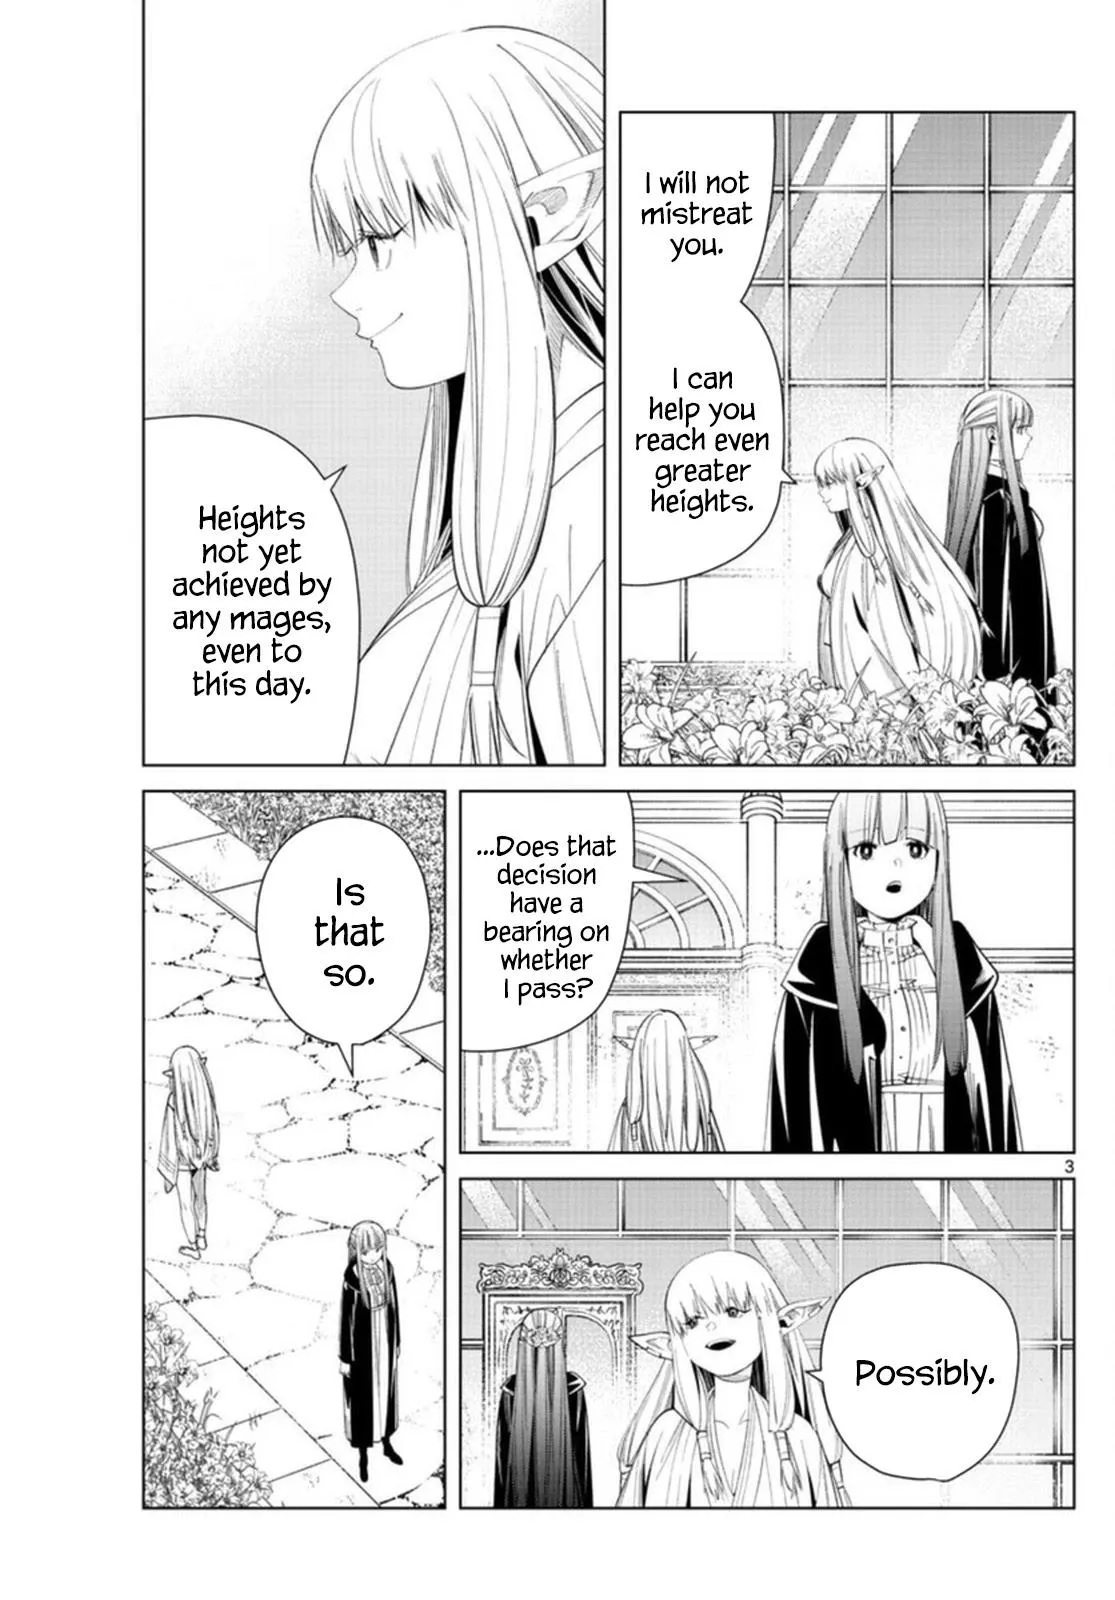 I will not
mistreat
you.
I can
help you
reach even
greater
heights.
Heights
not yet
achieved by
any mages,
even to
this day.
...Does that
decision
have a
bearing on
whether
I pass?
3
Possibly.
Is
that
so.